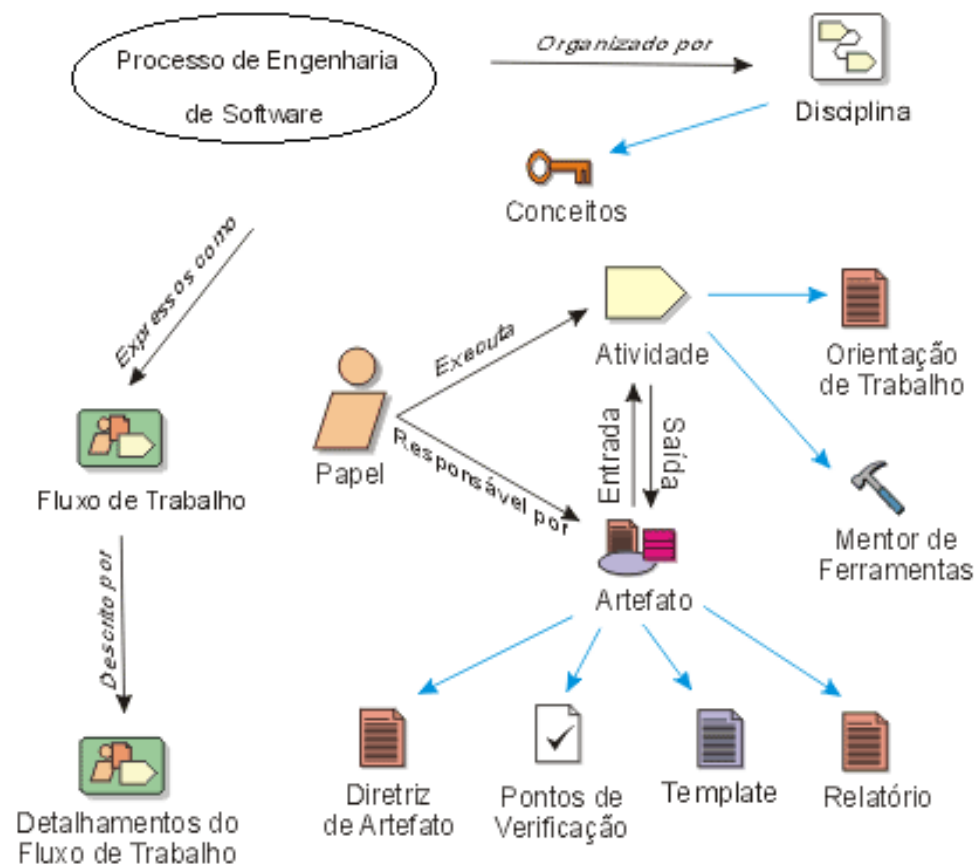 Organizado por
Processo de Engenharia
de Software
Disciplina
Conceitos
Expressos como
Executa
Atividade
Orientação
de Trabalho
Papel
Responsável por
Entrada
Saída
Fluxo de Trabalho
Mentor de
Ferramentas
Artefato
Descrito por
Diretriz
de Artefato
Pontos de
Verificação
Template
Relatório
Detalhamentos do
Fluxo de Trabalho